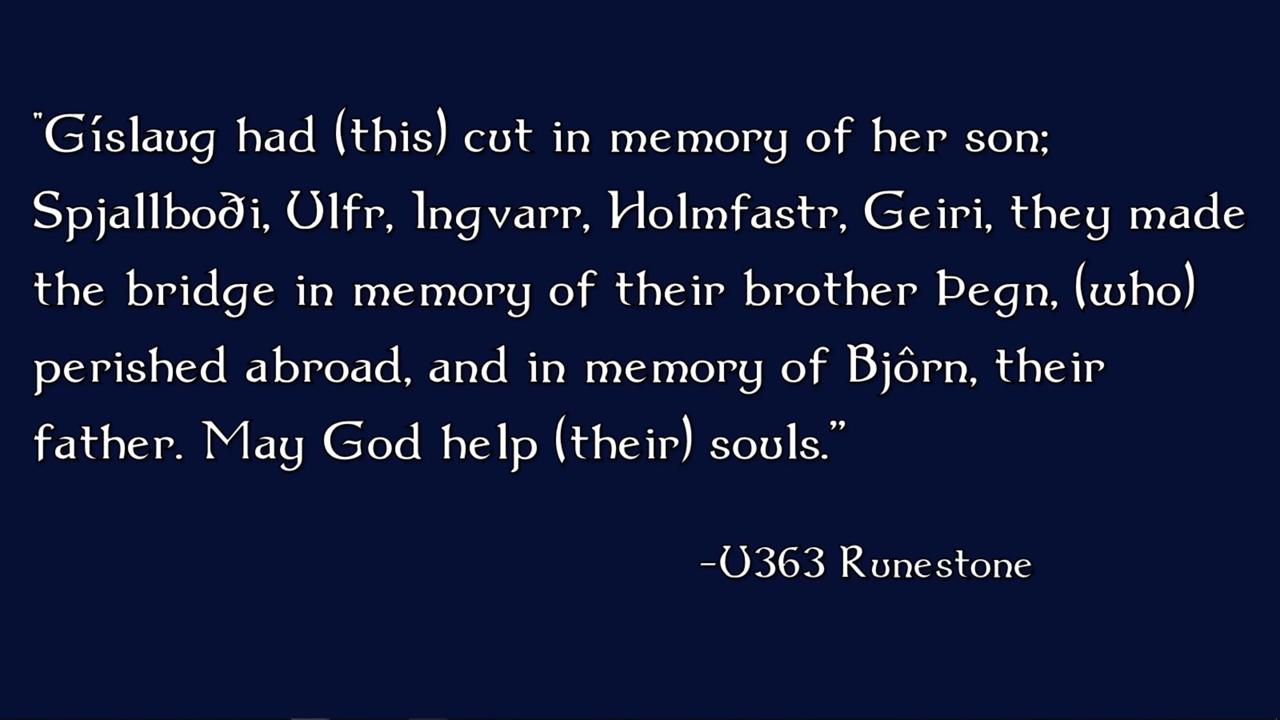 "Gíslaug had (this) cut in memory of her son;
Spjallboði, Ulfr, Ingvarr, Holmfastr, Geiri, they made
the bridge in memory of their brother Þegn, (who)
perished abroad, and in memory of Bjôrn, their
father. May God help (their) souls.”
-U363 Runestone